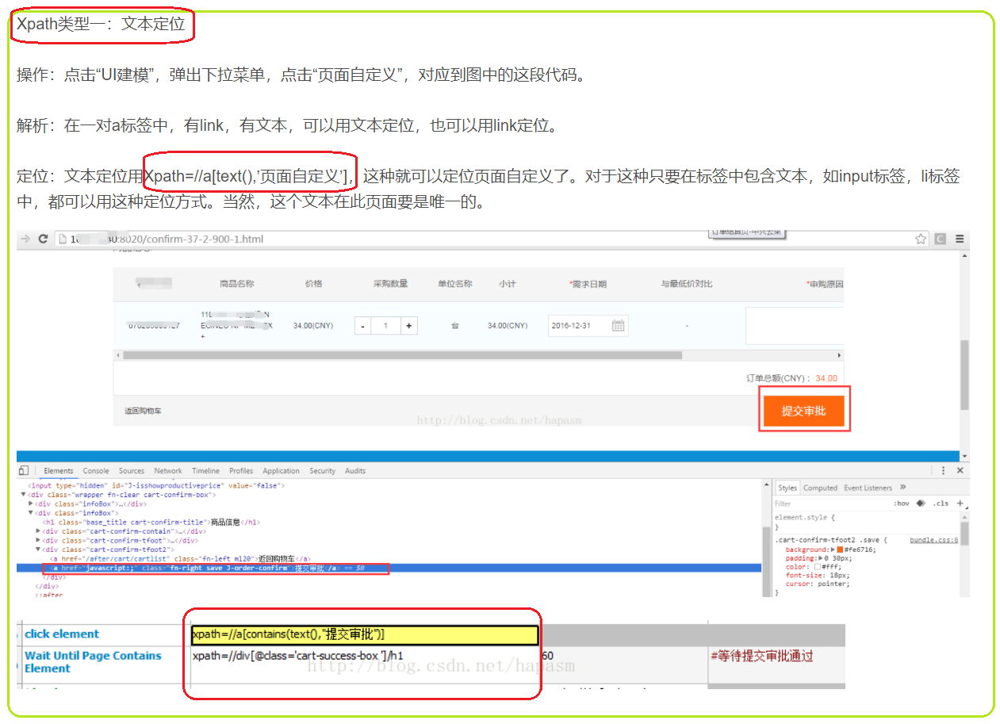 Xpath类型一：文本定位
操作：点击“UI建模”，弹出下拉菜单，点击“页面自定义”，对应到图中的这段代码。
解析：在一对a标签中，有link，有文本，可以用文本定位，也可以用link定位。
定位：文本定位用Xpath=//a[text(),’页面自定义’]，这种就可以定位页面自定义了。对于这种只要在标签中包含文本，如input标签，li标签
中，都可以用这种定位方式。当然，这个文本在此页面要是唯一的。
40:8020/confirm-37-2-900-1.html
商品名称 价格 采购数量 单位名称 小计 *需求日期 与最低价对比 *申购原因
34.00(CNY) - 1 + 台 34.00(CNY) 2016-12-31 -
订单总额(CNY)： 34.00
返回购物车 提交审批
http://blog.csdn.net/hapasm
Elements Console Sources Network Timeline Profiles Application Security Audits
<input type="hidden" id="J-isshowproductiveprice" value="false">
<div class="wrapper fn-clear cart-confirm-box">
<div class="infoBox">…</div>
<div class="infoBox">
<h1 class="base_title cart-confirm-title">商品信息</h1>
<div class="cart-confirm-contain">…</div>
<div class="cart-confirm-tfoot">…</div>
<div class="cart-confirm-tfoot2">
<a href="/after/cart/cartlist" class="fn-left ml20">返回购物车</a>
<a href="javascript:;" class="fn-right save J-order-confirm">提交审批</a> == $0
</div>
</div>
::after
Styles Computed Event Listeners »
Filter :hov .cls +
element.style {
}
.cart-confirm-tfoot2 .save { bundle.css:6
background: #fe6716;
padding: 0 30px;
color: #fff;
font-size: 18px;
cursor: pointer;
}
click element xpath=//a[contains(text(),"提交审批")]
Wait Until Page Contains xpath=//div[@class='cart-success-box ']/h1 60 #等待提交审批通过
Element
http://blog.csdn.net/hapasm